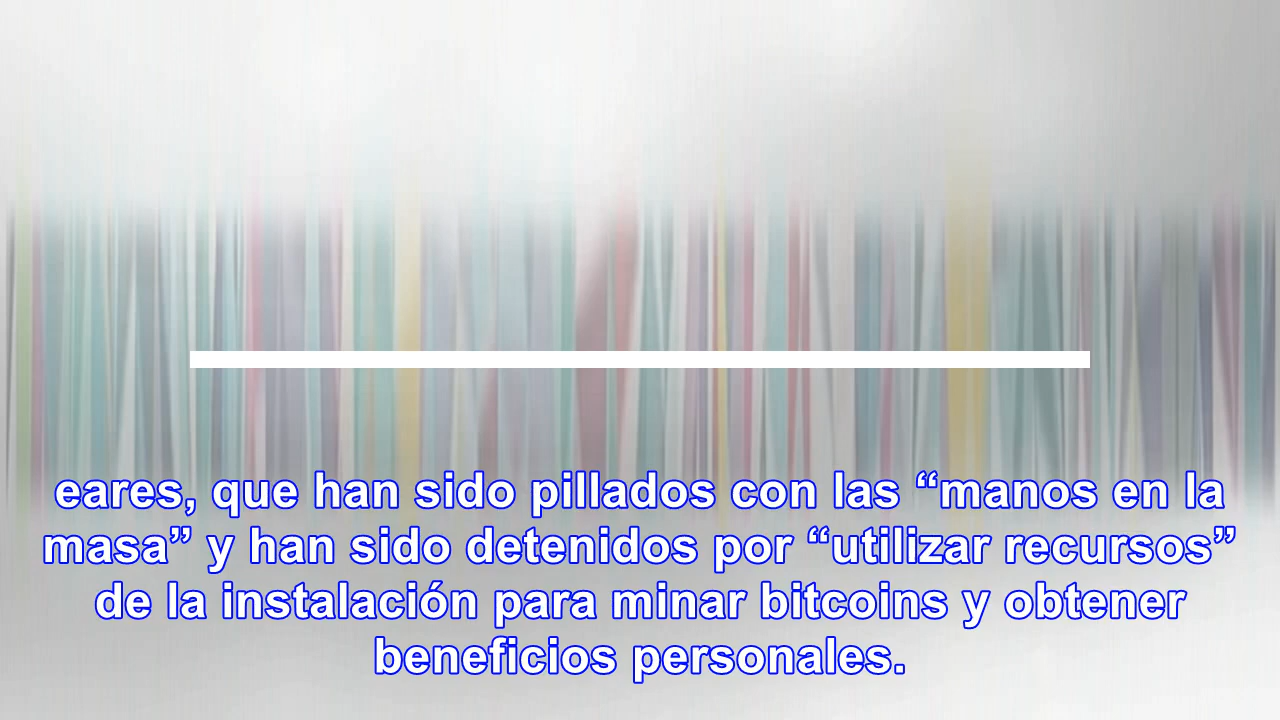 eares, que han sido pillados con las “manos en la
masa” y han sido detenidos por “utilizar recursos”
de la instalación para minar bitcoins y obtener
beneficios personales.